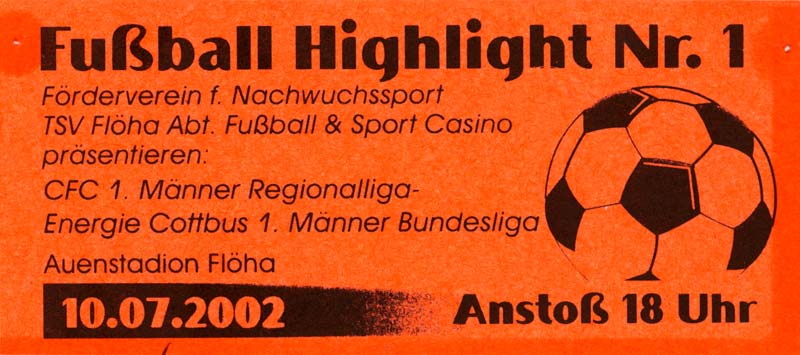 Fußball Highlight Nr. 1
Förderverein f. Nachwuchssport
TSV Flöha Abt. Fußball & Sport Casino
präsentieren:
CFC 1. Männer Regionalliga-
Energie Cottbus 1. Männer Bundesliga
Auenstadion Flöha
10.07.2002
Anstoß 18 Uhr